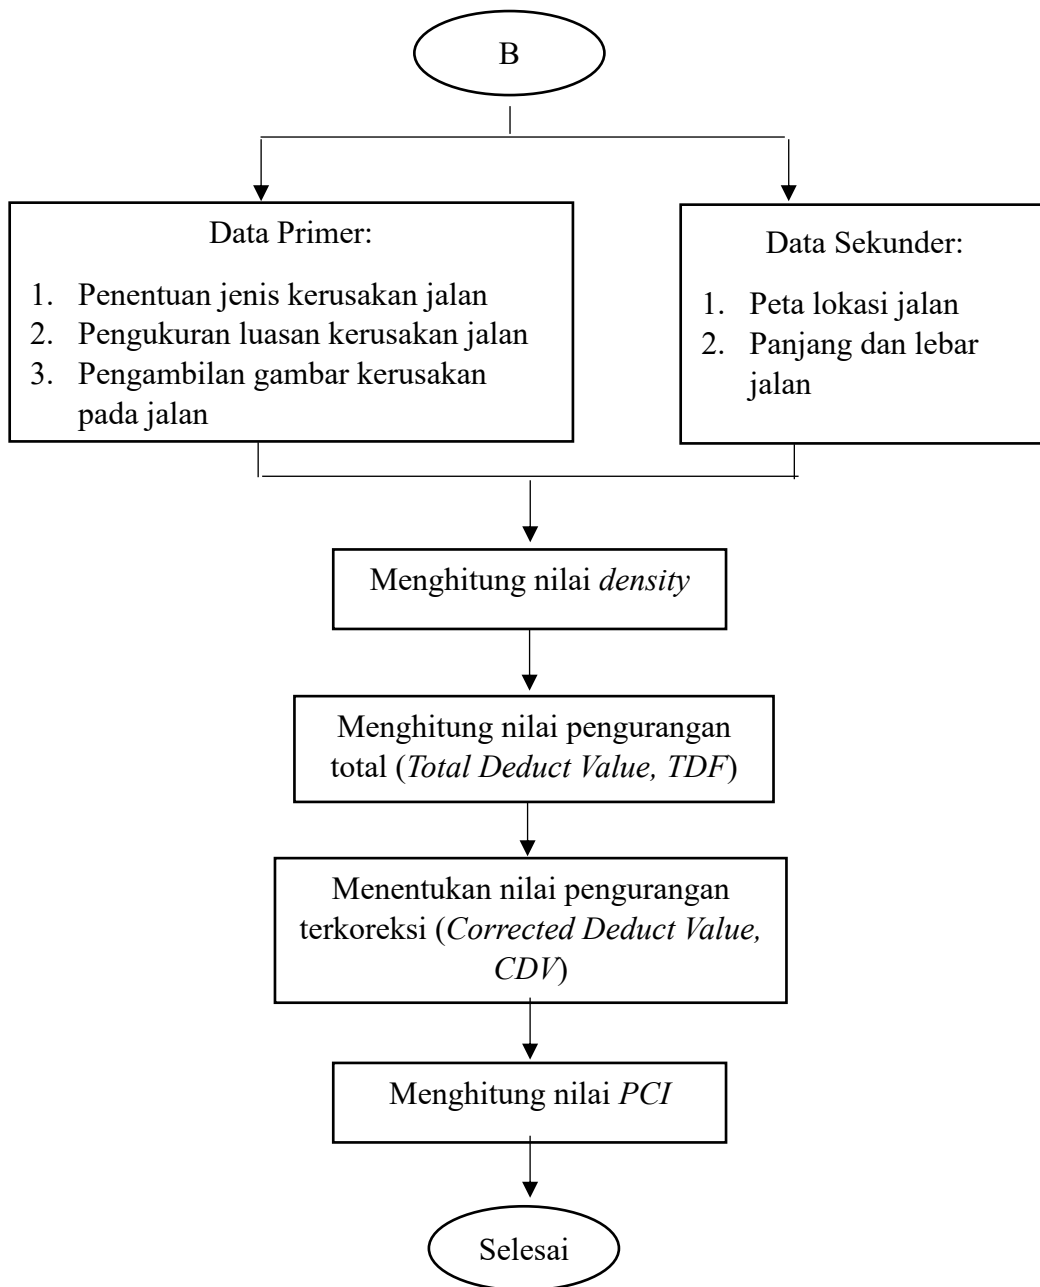 B
Data Primer:
1. Penentuan jenis kerusakan jalan
2. Pengukuran luasan kerusakan jalan
3. Pengambilan gambar kerusakan
pada jalan
Data Sekunder:
1. Peta lokasi jalan
2. Panjang dan lebar
jalan
Menghitung nilai density
Menghitung nilai pengurangan
total (Total Deduct Value, TDF)
Menentukan nilai pengurangan
terkoreksi (Corrected Deduct Value,
CDV)
Menghitung nilai PCI
Selesai